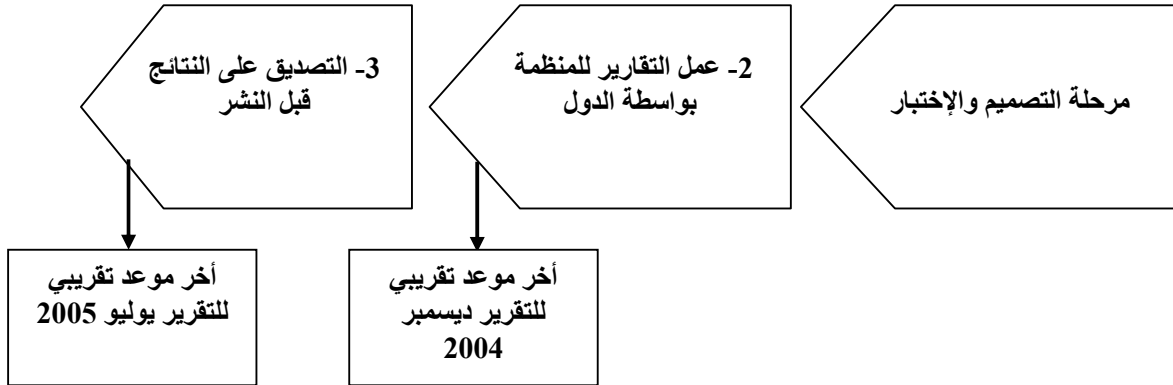 مرحلة التصميم والإختبار
2- عمل التقارير للمنظمة
بواسطة الدول
3- التصديق على النتائج
قبل النشر
أخر موعد تقريبي
للتقرير ديسمبر
2004
أخر موعد تقريبي
للتقرير يوليو 2005